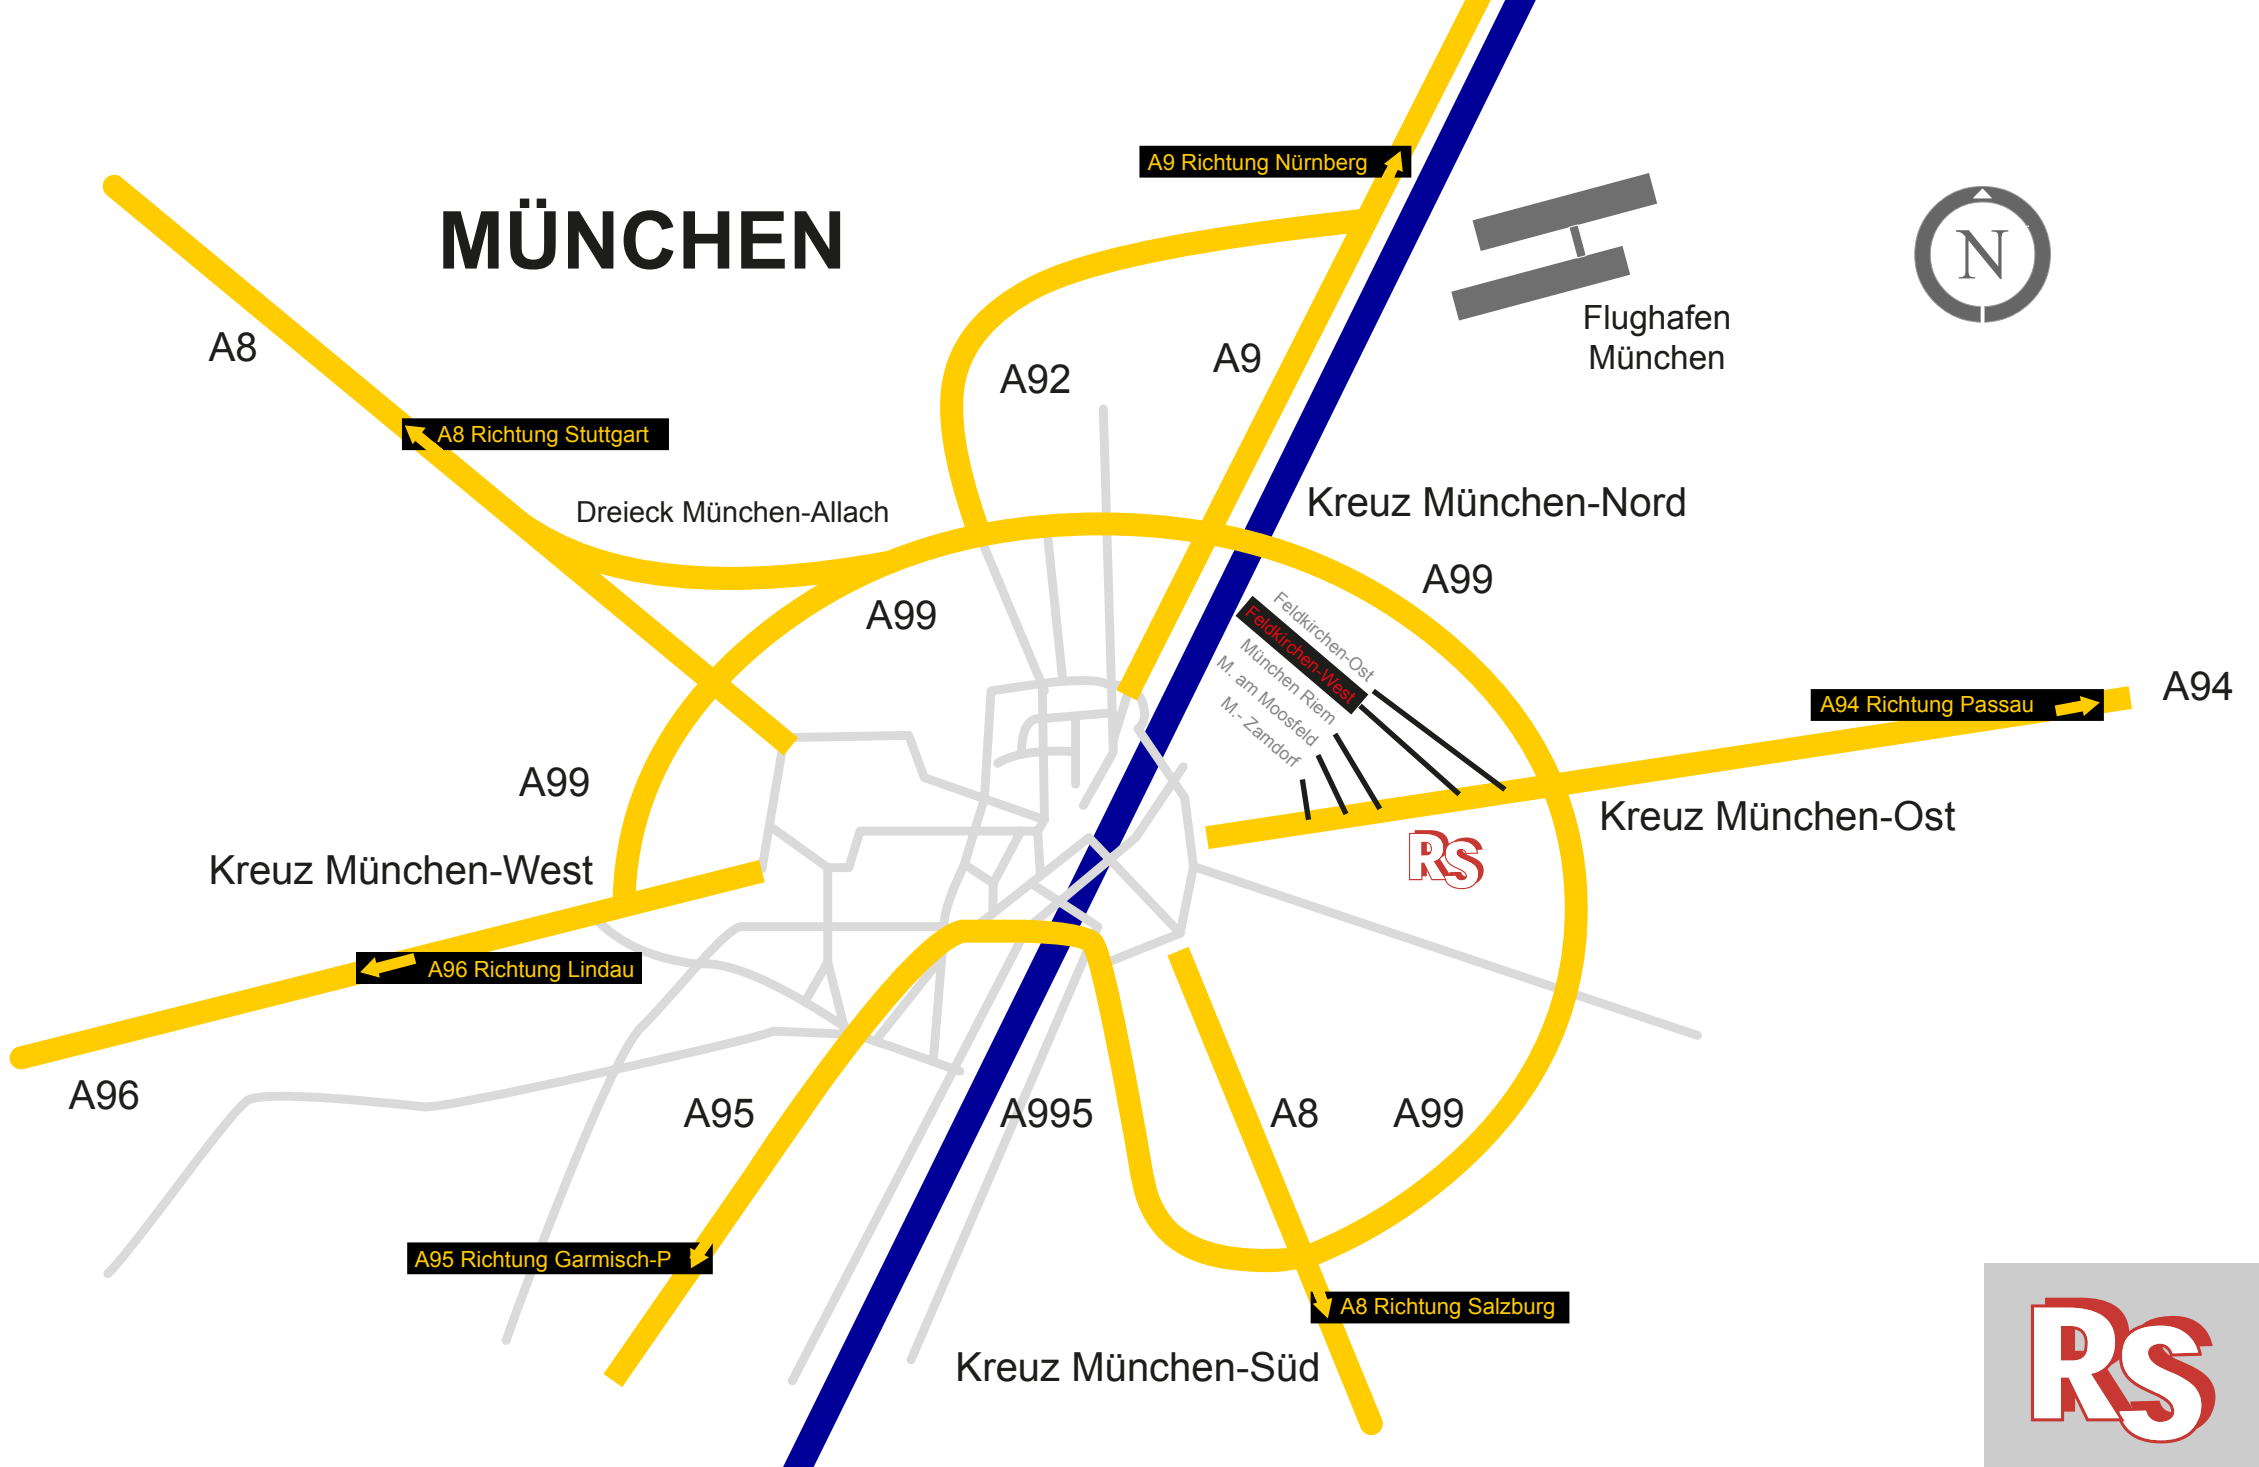 A9 Richtung Nürnberg
MÜNCHEN
N
Flughafen
München
A8
A92
A9
A8 Richtung Stuttgart
Dreieck München-Allach
Kreuz München-Nord
A99
A99
Feldkirchen-Ost
Feldkirchen-West
München Riem
M. am Moosfeld
M.- Zamdorf
A94
A94 Richtung Passau
A99
Kreuz München-Ost
Kreuz München-West
RS
A96 Richtung Lindau
A96
A95
A995
A8
A99
A95 Richtung Garmisch-P
A8 Richtung Salzburg
Kreuz München-Süd
RS